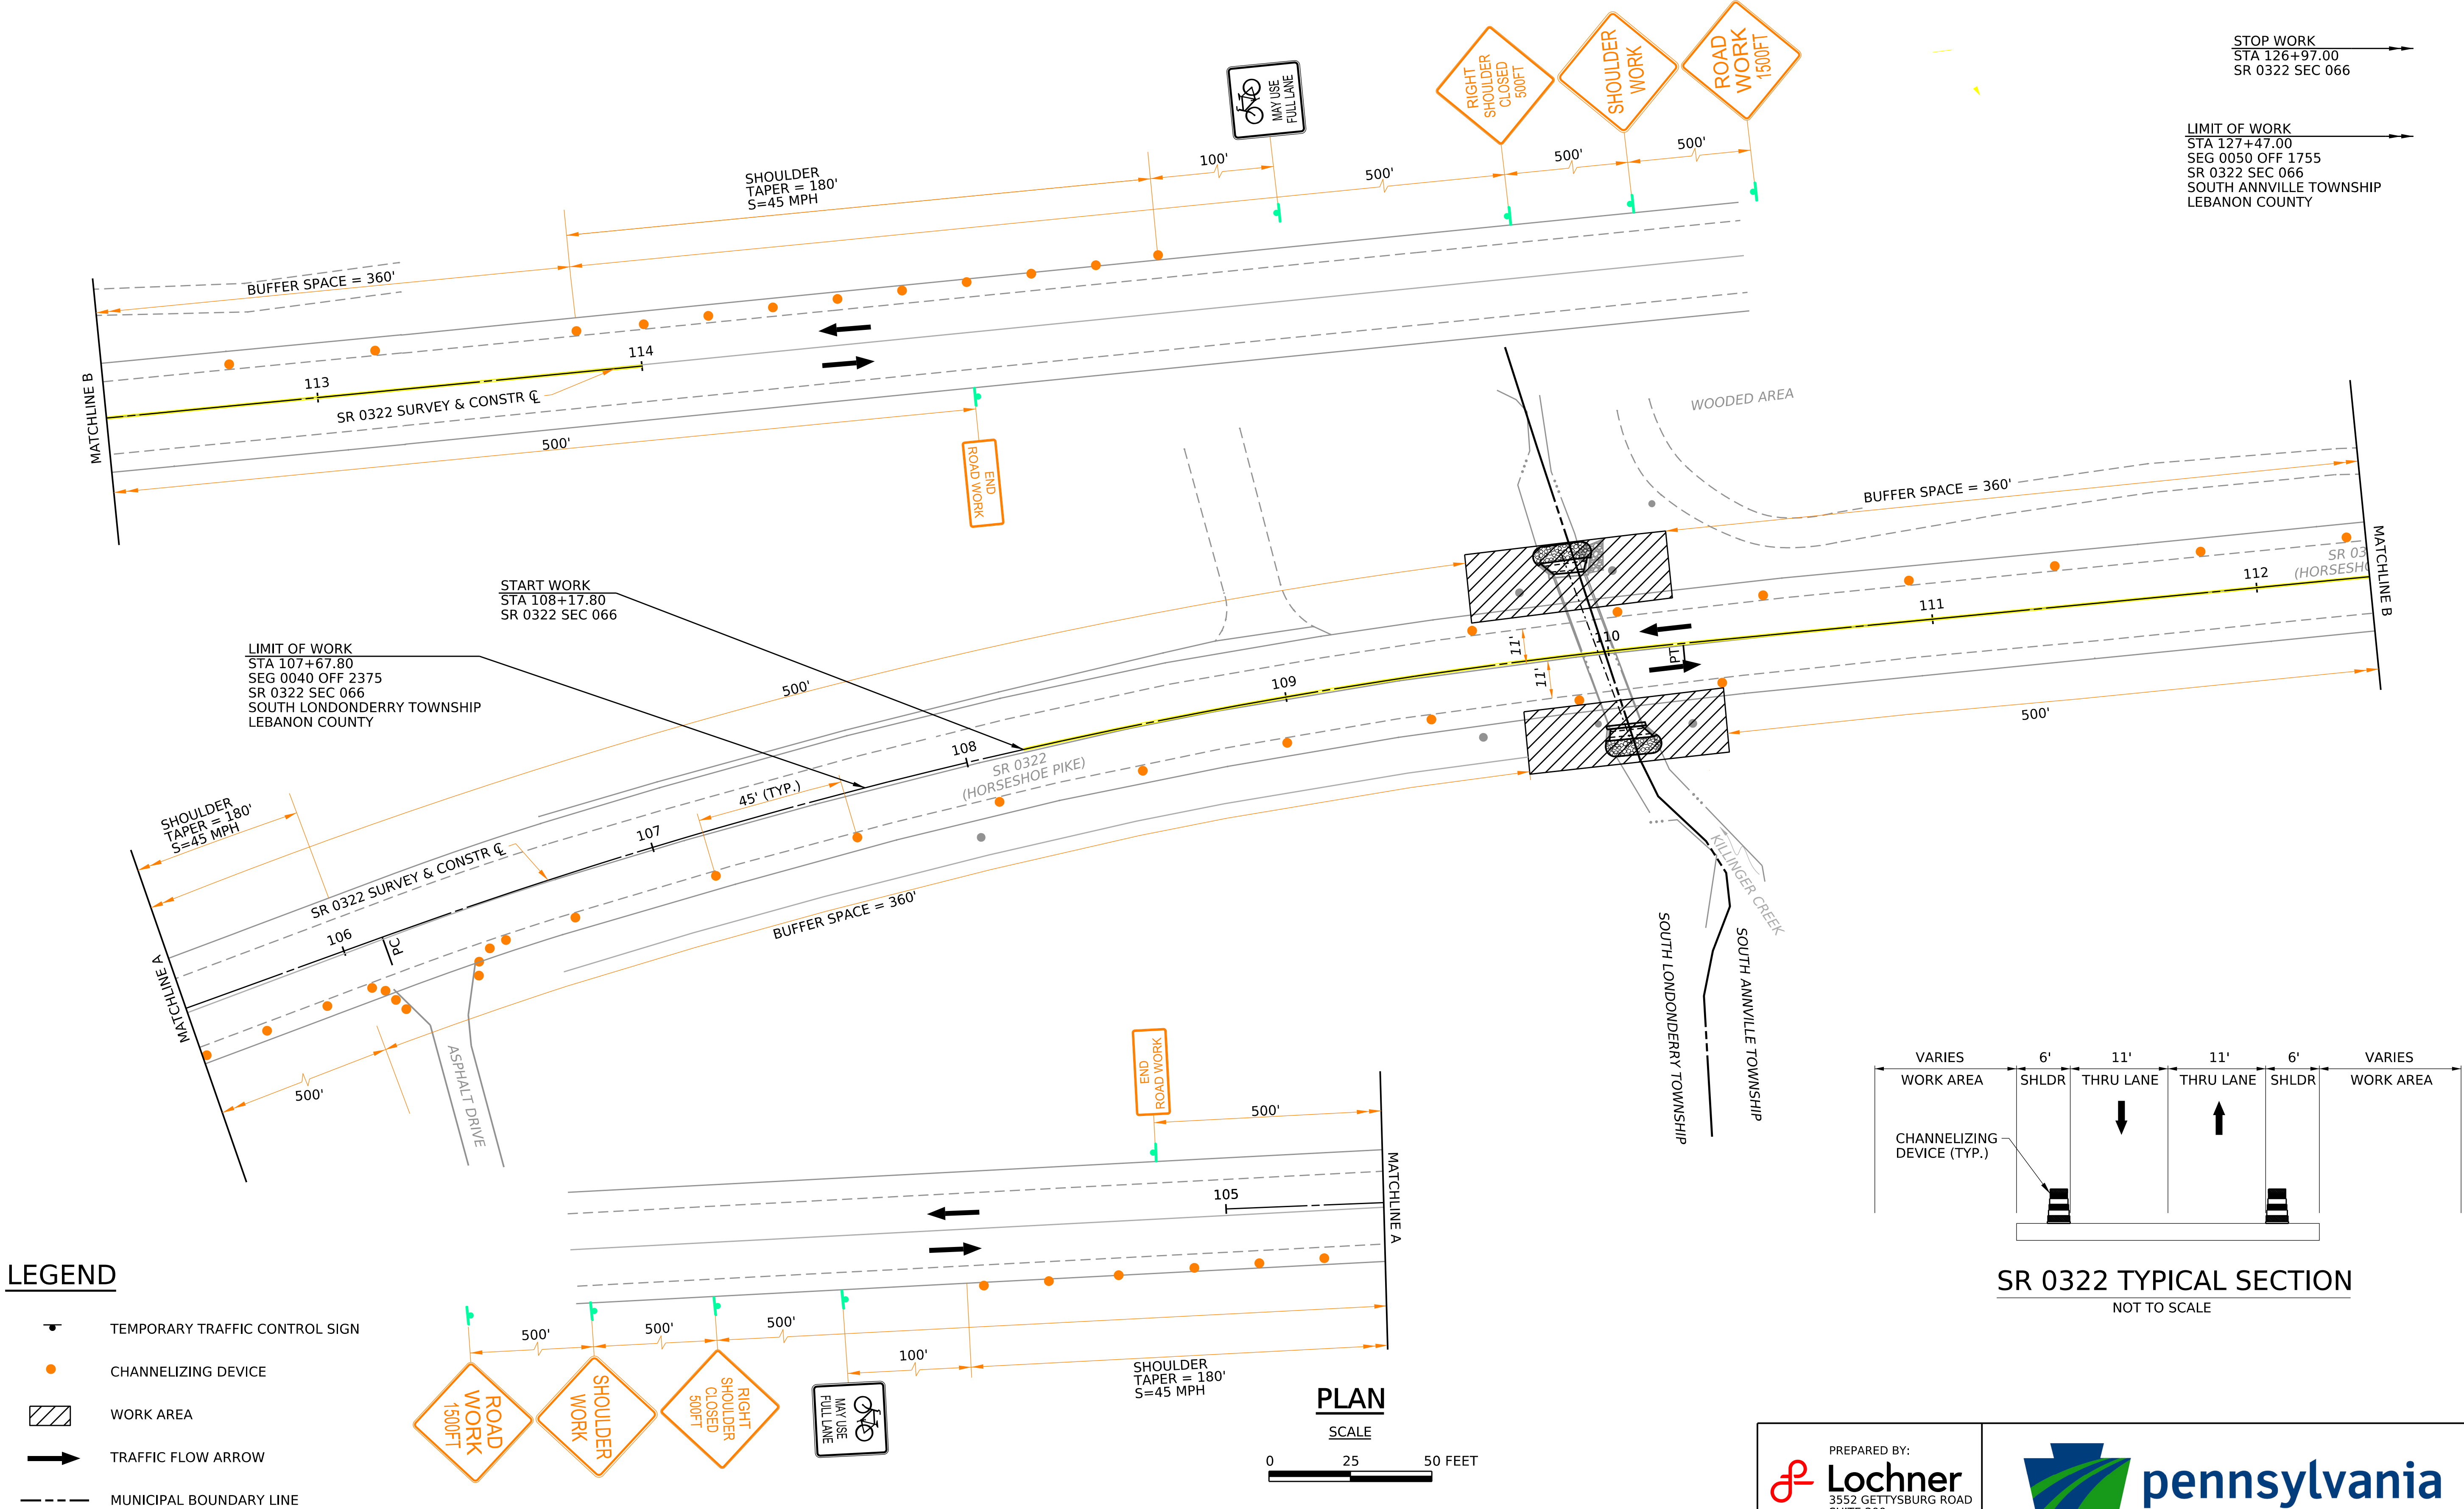 STOP WORK
STA 126+97.00
SR 0322 SEC 066
LIMIT OF WORK
STA 127+47.00
SEG 0050 OFF 1755
SR 0322 SEC 066
SOUTH ANNVILLE TOWNSHIP
LEBANON COUNTY
MAY USE
FULL LANE
RIGHT
SHOULDER
CLOSED
500FT
SHOULDER
WORK
ROAD
WORK
1500FT
SHOULDER
TAPER = 180'
S=45 MPH
100'
500'
500'
500'
BUFFER SPACE = 360'
MATCHLINE B
113
114
SR 0322 SURVEY & CONSTR ℄
500'
END
ROAD WORK
WOODED AREA
BUFFER SPACE = 360'
MATCHLINE B
SR 03
(HORSESHO
112
111
110
PT
11'
11'
109
500'
500'
START WORK
STA 108+17.80
SR 0322 SEC 066
LIMIT OF WORK
STA 107+67.80
SEG 0040 OFF 2375
SR 0322 SEC 066
SOUTH LONDONDERRY TOWNSHIP
LEBANON COUNTY
108
SR 0322
(HORSESHOE PIKE)
45' (TYP.)
107
SHOULDER
TAPER = 180'
S=45 MPH
SR 0322 SURVEY & CONSTR ℄
106
PC
MATCHLINE A
500'
BUFFER SPACE = 360'
ASPHALT DRIVE
KILLINGER CREEK
SOUTH LONDONDERRY TOWNSHIP
SOUTH ANNVILLE TOWNSHIP
END
ROAD WORK
500'
MATCHLINE A
105
500'
500'
500'
100'
SHOULDER
TAPER = 180'
S=45 MPH
ROAD
WORK
1500FT
SHOULDER
WORK
RIGHT
SHOULDER
CLOSED
500FT
MAY USE
FULL LANE
VARIES 6' 11' 11' 6' VARIES
WORK AREA SHLDR THRU LANE THRU LANE SHLDR WORK AREA
CHANNELIZING
DEVICE (TYP.)
SR 0322 TYPICAL SECTION
NOT TO SCALE
LEGEND
TEMPORARY TRAFFIC CONTROL SIGN
CHANNELIZING DEVICE
WORK AREA
TRAFFIC FLOW ARROW
MUNICIPAL BOUNDARY LINE
PLAN
SCALE
0 25 50 FEET
PREPARED BY:
Lochner
3552 GETTYSBURG ROAD
pennsylvania